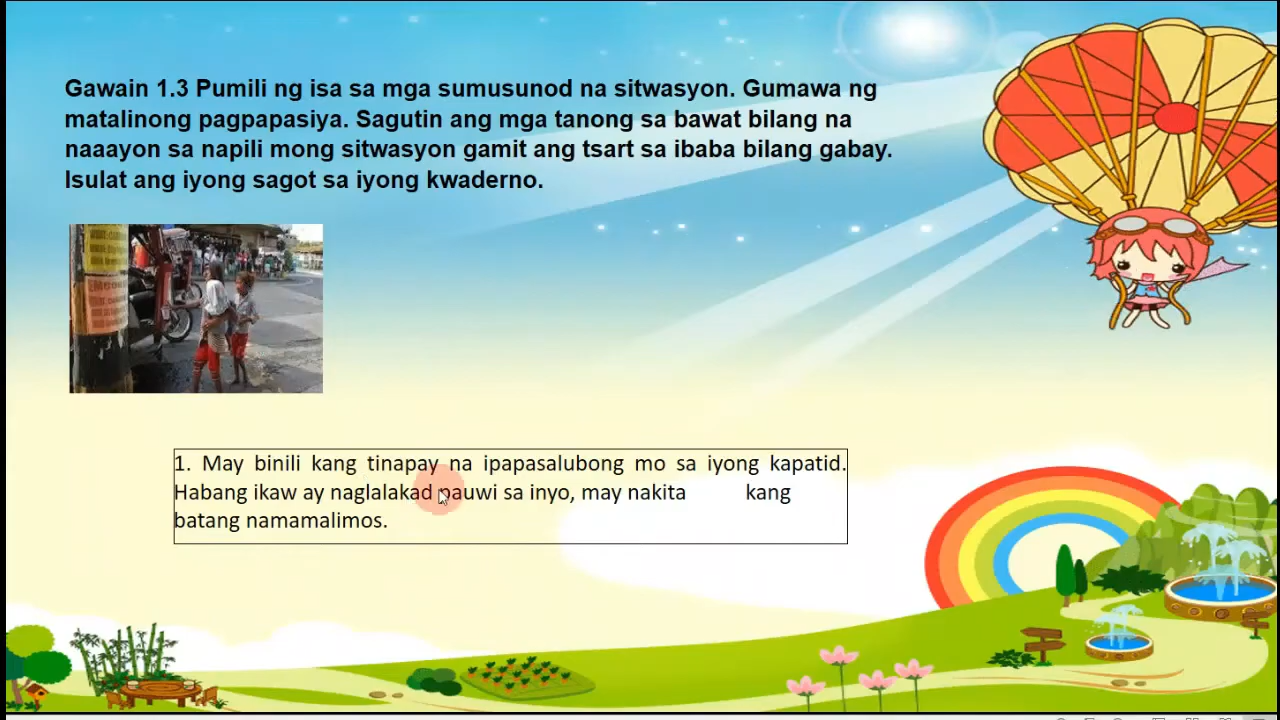 Gawain 1.3 Pumili ng isa sa mga sumusunod na sitwasyon. Gumawa ng
matalinong pagpapasiya. Sagutin ang mga tanong sa bawat bilang na
naaayon sa napili mong sitwasyon gamit ang tsart sa ibaba bilang gabay.
Isulat ang iyong sagot sa iyong kwaderno.
1. May binili kang tinapay na ipapasalubong mo sa iyong kapatid.
Habang ikaw ay naglalakad pauwi sa inyo, may nakita kang
batang namamalimos.